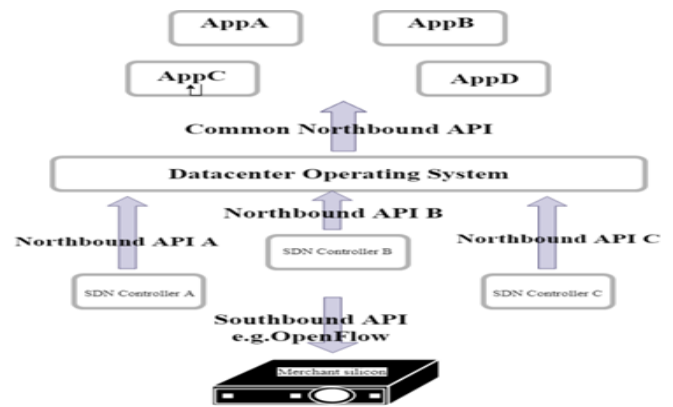 AppA
AppB
AppC
AppD
Common Northbound API
Datacenter Operating System
Northbound API B
Northbound API A
Northbound API C
SDN Controller B
SDN Controller A
SDN Controller C
Southbound API
e.g.OpenFlow
Merchant silicon